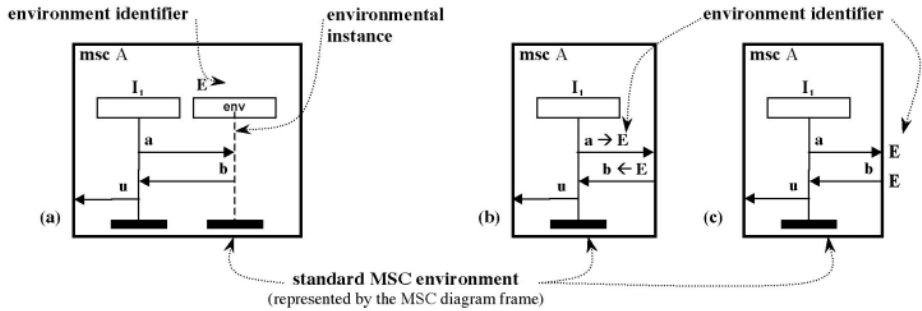 environment identifier
environmental
instance
environment identifier
msc A
I₁
E
env
a
b
u
(a)
msc A
I₁
a → E
b ← E
u
(b)
msc A
I₁
a
E
b
E
u
(c)
standard MSC environment
(represented by the MSC diagram frame)